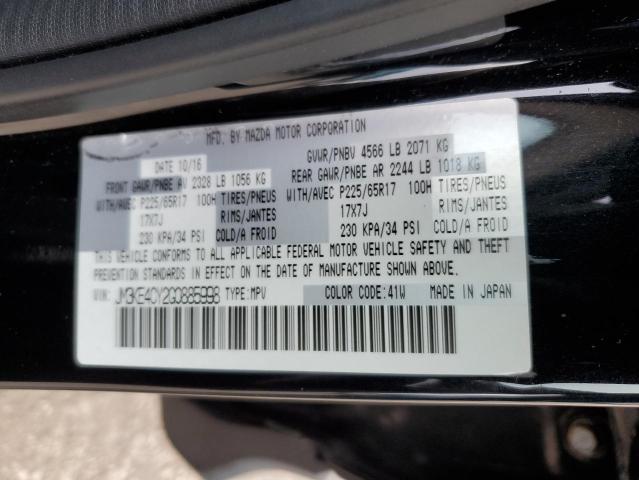 MFD. BY MAZDA MOTOR CORPORATION
DATE 10/16 GVWR/PNBV 4566 LB 2071 KG
FRONT GAWR/PNBE AV 2328 LB 1056 KG REAR GAWR/PNBE AR 2244 LB 1018 KG
WITH/AVEC P225/65R17 100H TIRES/PNEUS WITH/AVEC P225/65R17 100H TIRES/PNEUS
17X7J RIMS/JANTES 17X7J RIMS/JANTES
230 KPA/34 PSI COLD/A FROID 230 KPA/34 PSI COLD/A FROID
THIS VEHICLE CONFORMS TO ALL APPLICABLE FEDERAL MOTOR VEHICLE SAFETY AND THEFT
PREVENTION STANDARDS IN EFFECT ON THE DATE OF MANUFACTURE SHOWN ABOVE.
VIN: JM3KE4CY2G0885998 TYPE:MPV COLOR CODE:41W MADE IN JAPAN